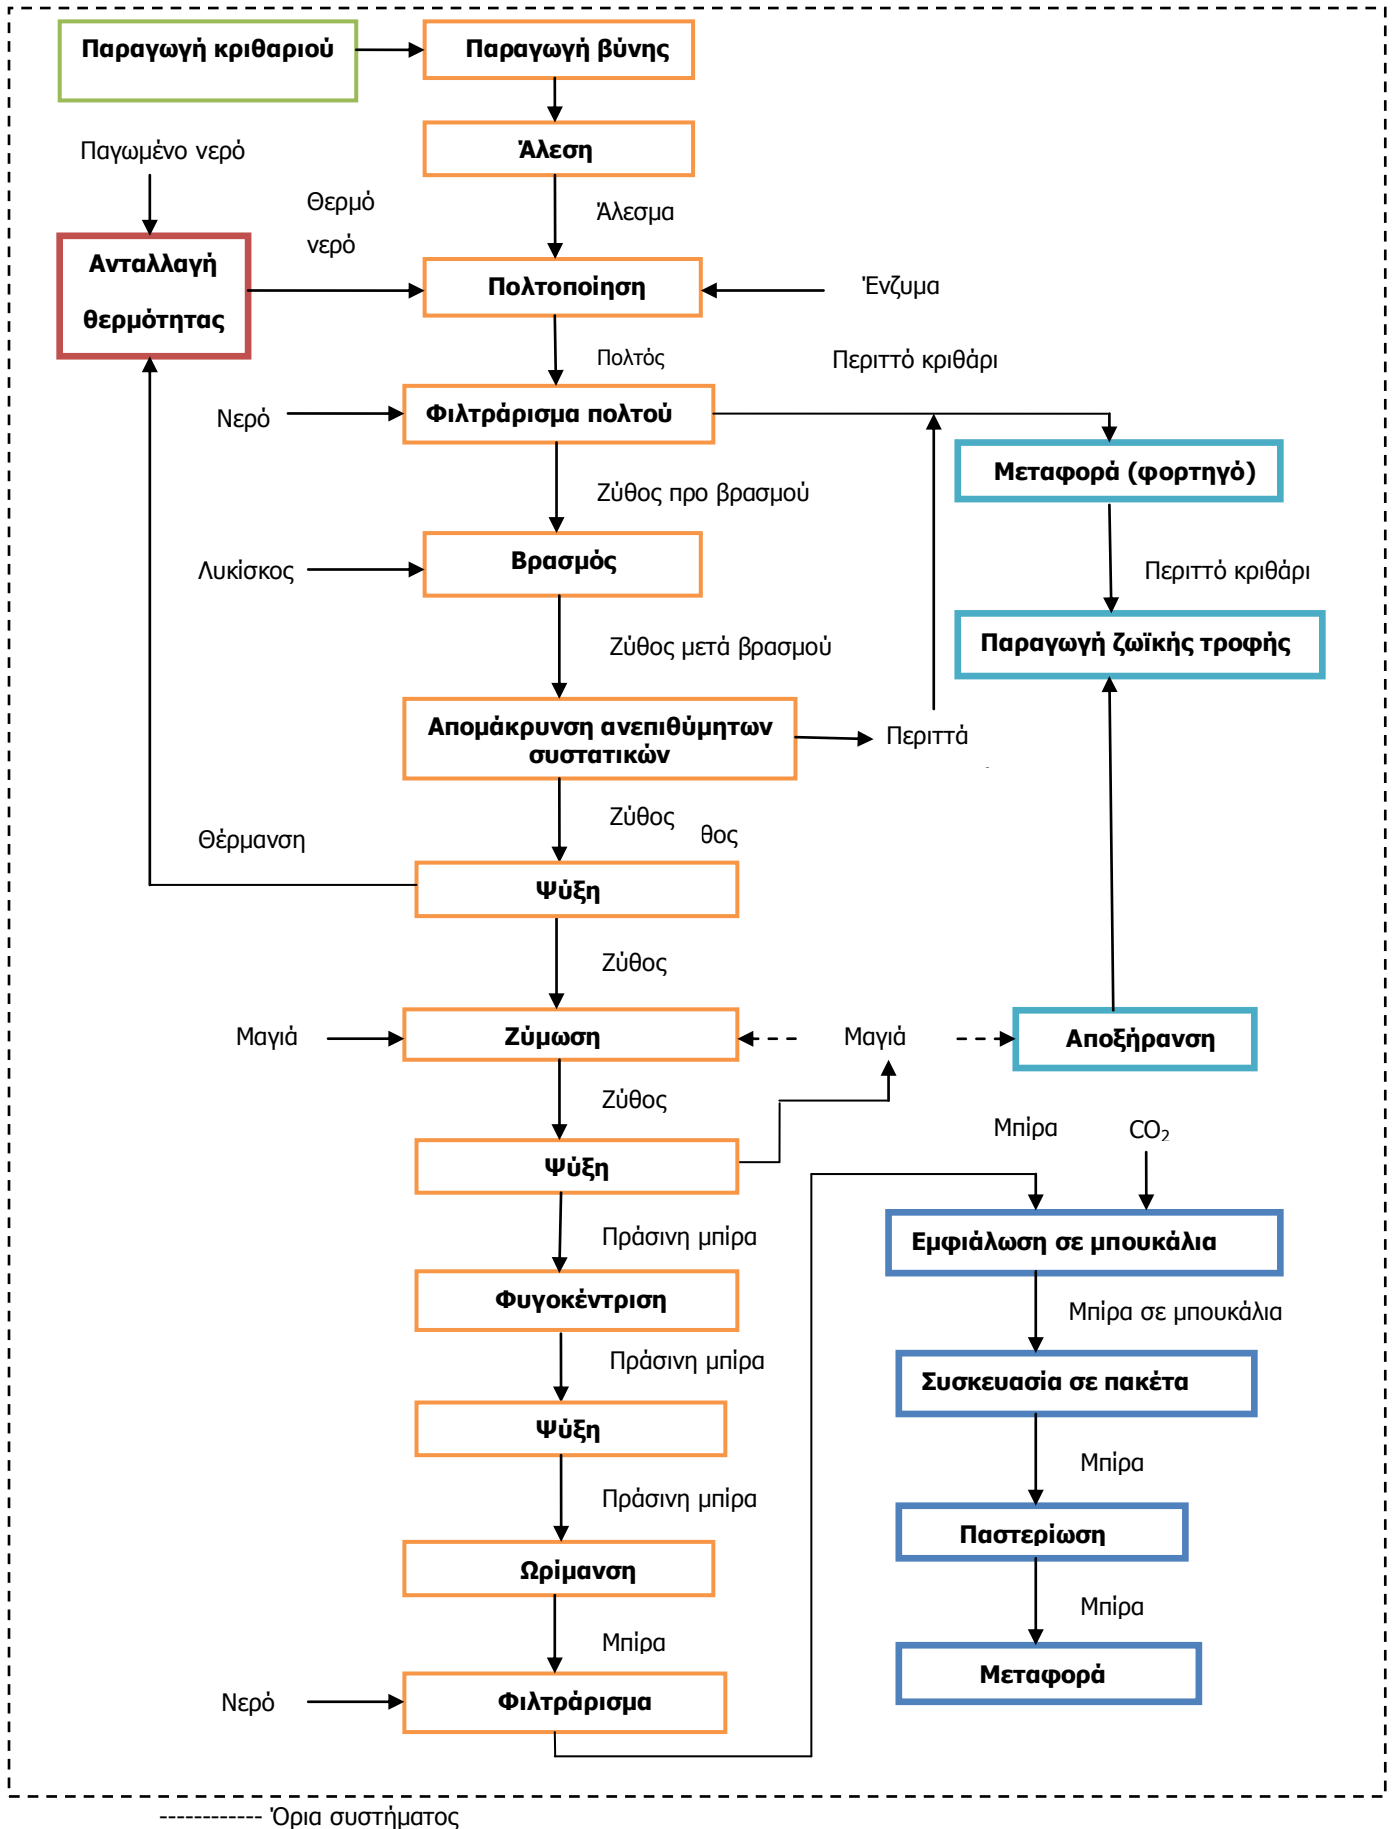 Παραγωγή κριθαριού
Παραγωγή βύνης
Άλεση
Παγωμένο νερό
Θερμό
νερό
Άλεσμα
Ανταλλαγή
θερμότητας
Πολτοποίηση
Ένζυμα
Πολτός
Περιττό κριθάρι
Νερό
Φιλτράρισμα πολτού
Μεταφορά (φορτηγό)
Ζύθος προ βρασμού
Λυκίσκος
Βρασμός
Περιττό κριθάρι
Ζύθος μετά βρασμού
Παραγωγή ζωϊκής τροφής
Απομάκρυνση ανεπιθύμητων
συστατικών
Περιττά
Ζύθος
θος
Θέρμανση
Ψύξη
Ζύθος
Μαγιά
Ζύμωση
Μαγιά
Αποξήρανση
Ζύθος
Μπίρα
CO₂
Ψύξη
Πράσινη μπίρα
Εμφιάλωση σε μπουκάλια
Φυγοκέντριση
Μπίρα σε μπουκάλια
Πράσινη μπίρα
Συσκευασία σε πακέτα
Ψύξη
Μπίρα
Πράσινη μπίρα
Παστερίωση
Ωρίμανση
Μπίρα
Μπίρα
Μεταφορά
Νερό
Φιλτράρισμα
------------ Όρια συστήματος